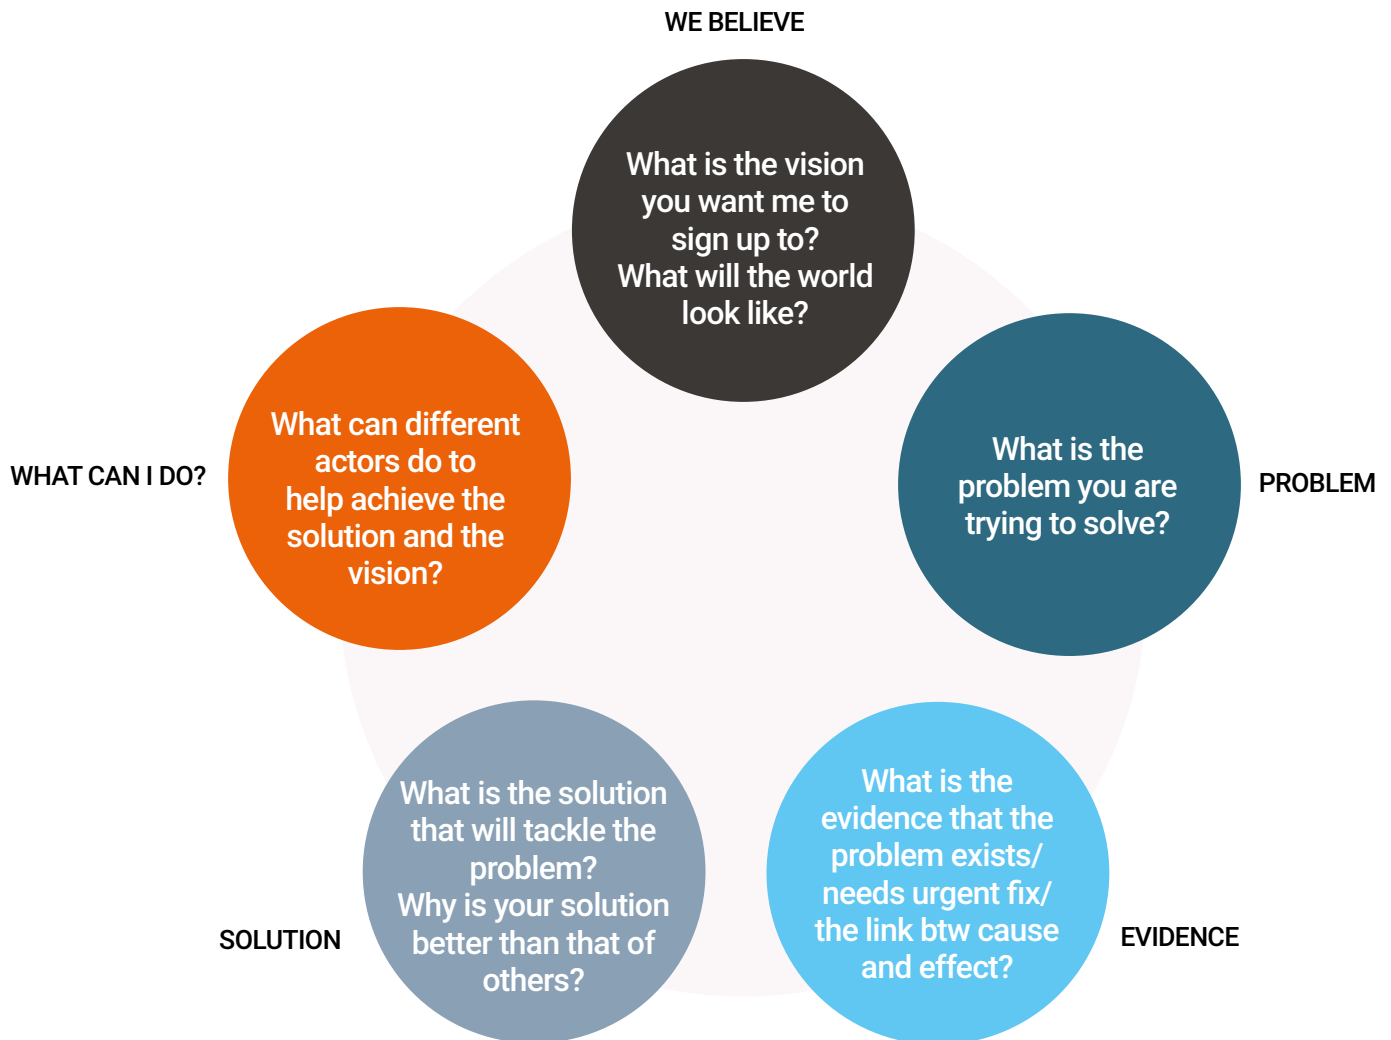 WE BELIEVE
What is the vision
you want me to
sign up to?
What will the world
look like?
What is the
problem you are
trying to solve?
PROBLEM
What is the
evidence that the
problem exists/
needs urgent fix/
the link btw cause
and effect?
EVIDENCE
What is the solution
that will tackle the
problem?
Why is your solution
better than that of
others?
SOLUTION
What can different
actors do to
help achieve the
solution and the
vision?
WHAT CAN I DO?